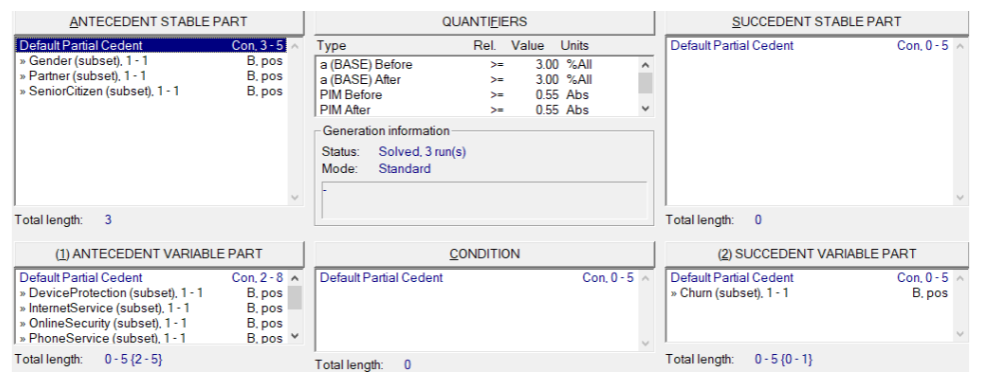 ANTECEDENT STABLE PART
Default Partial Cedent Con, 3 - 5
» Gender (subset), 1 - 1 B, pos
» Partner (subset), 1 - 1 B, pos
» SeniorCitizen (subset), 1 - 1 B, pos
Total length: 3
QUANTIFIERS
Type Rel. Value Units
a (BASE) Before >= 3.00 %All
a (BASE) After >= 3.00 %All
PIM Before >= 0.55 Abs
PIM After >= 0.55 Abs
Generation information
Status: Solved, 3 run(s)
Mode: Standard
-
SUCCEDENT STABLE PART
Default Partial Cedent Con, 0 - 5
Total length: 0
(1) ANTECEDENT VARIABLE PART
Default Partial Cedent Con, 2 - 8
» DeviceProtection (subset), 1 - 1 B, pos
» InternetService (subset), 1 - 1 B, pos
» OnlineSecurity (subset), 1 - 1 B, pos
» PhoneService (subset), 1 - 1 B, pos
Total length: 0 - 5 {2 - 5}
CONDITION
Default Partial Cedent Con, 0 - 5
Total length: 0
(2) SUCCEDENT VARIABLE PART
Default Partial Cedent Con, 0 - 5
» Churn (subset), 1 - 1 B, pos
Total length: 0 - 5 {0 - 1}